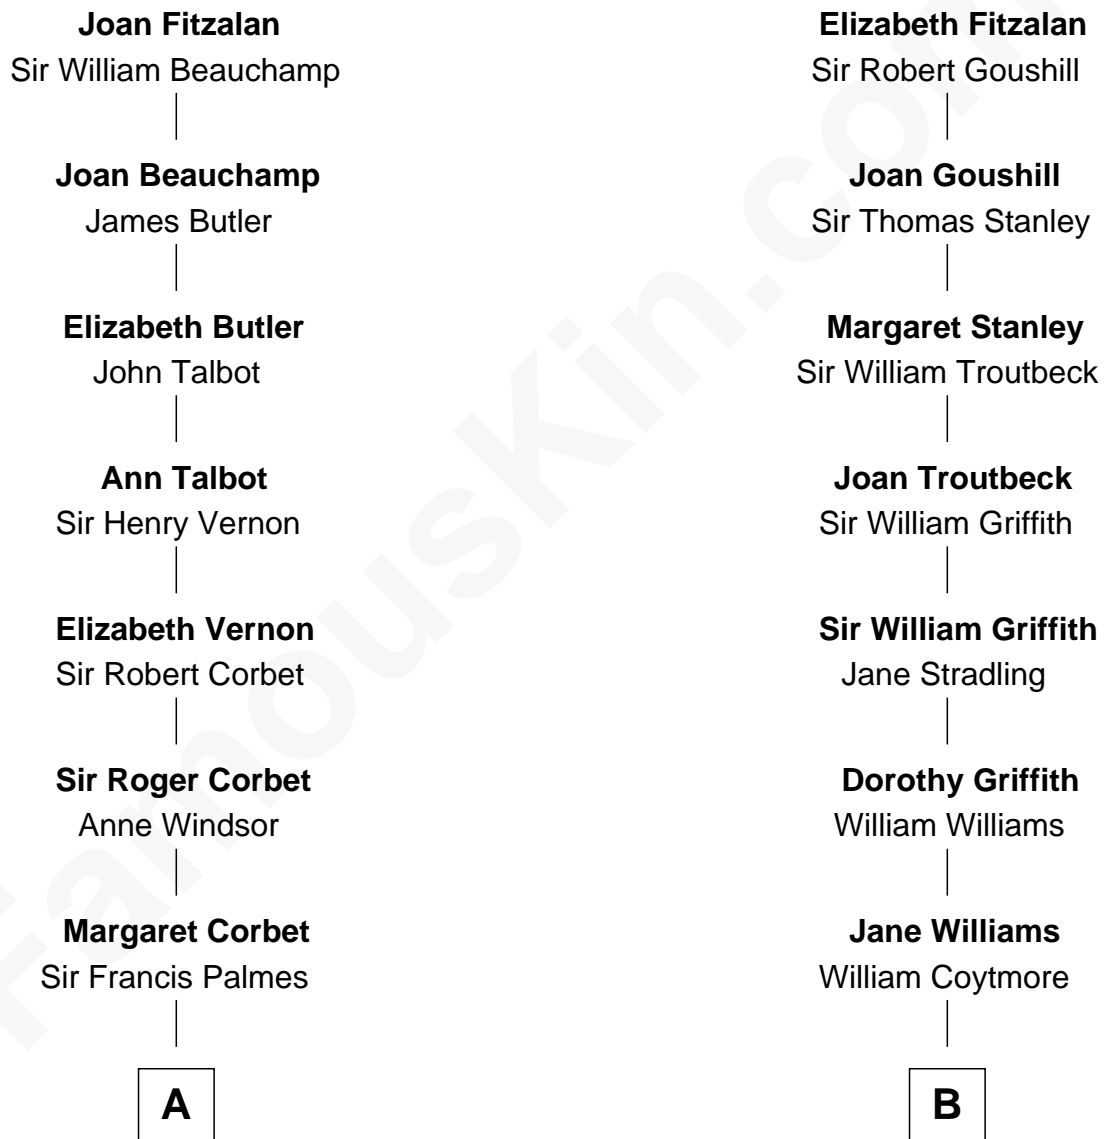 Joan Fitzalan
Sir William Beauchamp
Joan Beauchamp
James Butler
Elizabeth Butler
John Talbot
Ann Talbot
Sir Henry Vernon
Elizabeth Vernon
Sir Robert Corbet
Sir Roger Corbet
Anne Windsor
Margaret Corbet
Sir Francis Palmes
A
Elizabeth Fitzalan
Sir Robert Goushill
Joan Goushill
Sir Thomas Stanley
Margaret Stanley
Sir William Troutbeck
Joan Troutbeck
Sir William Griffith
Sir William Griffith
Jane Stradling
Dorothy Griffith
William Williams
Jane Williams
William Coytmore
B
FamousKin.com